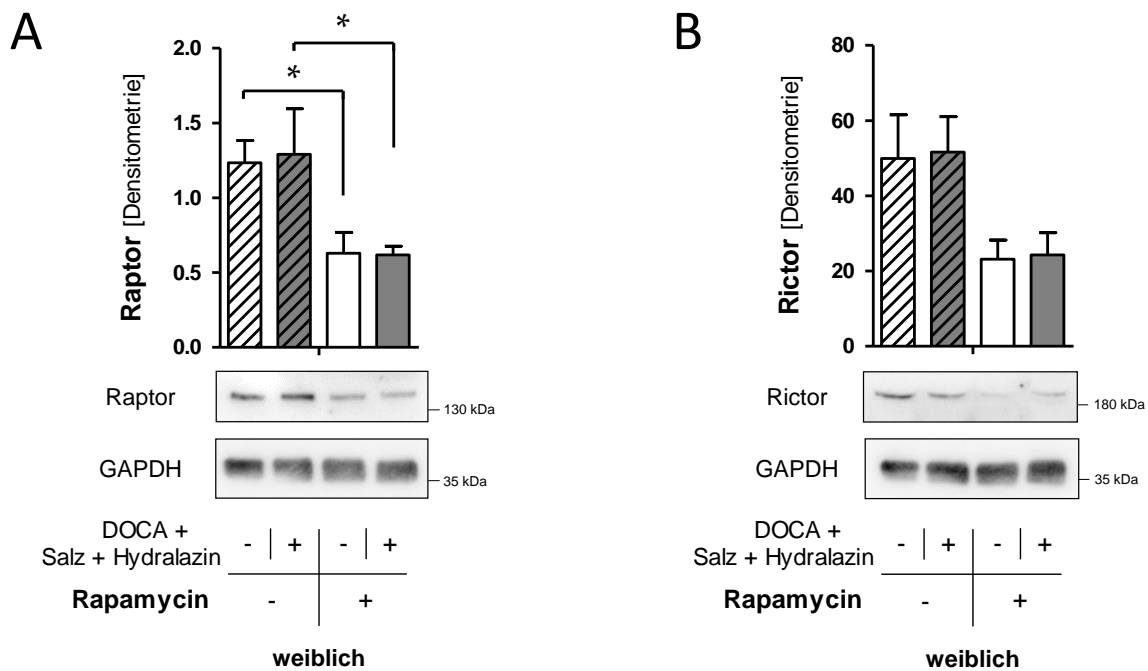 A
Raptor [Densitometrie]
2.0
1.5
1.0
0.5
0.0
*
*
Raptor
130 kDa
GAPDH
35 kDa
DOCA +
Salz + Hydralazin
- + - +
Rapamycin - +
weiblich
B
Rictor [Densitometrie]
80
60
40
20
0
Rictor
180 kDa
GAPDH
35 kDa
DOCA +
Salz + Hydralazin
- + - +
Rapamycin - +
weiblich